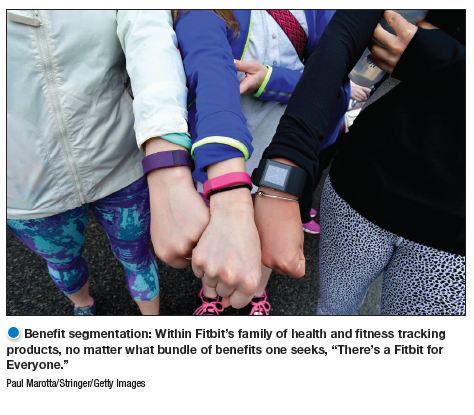 Benefit segmentation: Within Fitbit's family of health and fitness tracking
products, no matter what bundle of benefits one seeks, "There's a Fitbit for
Everyone."
Paul Marotta/Stringer/Getty Images